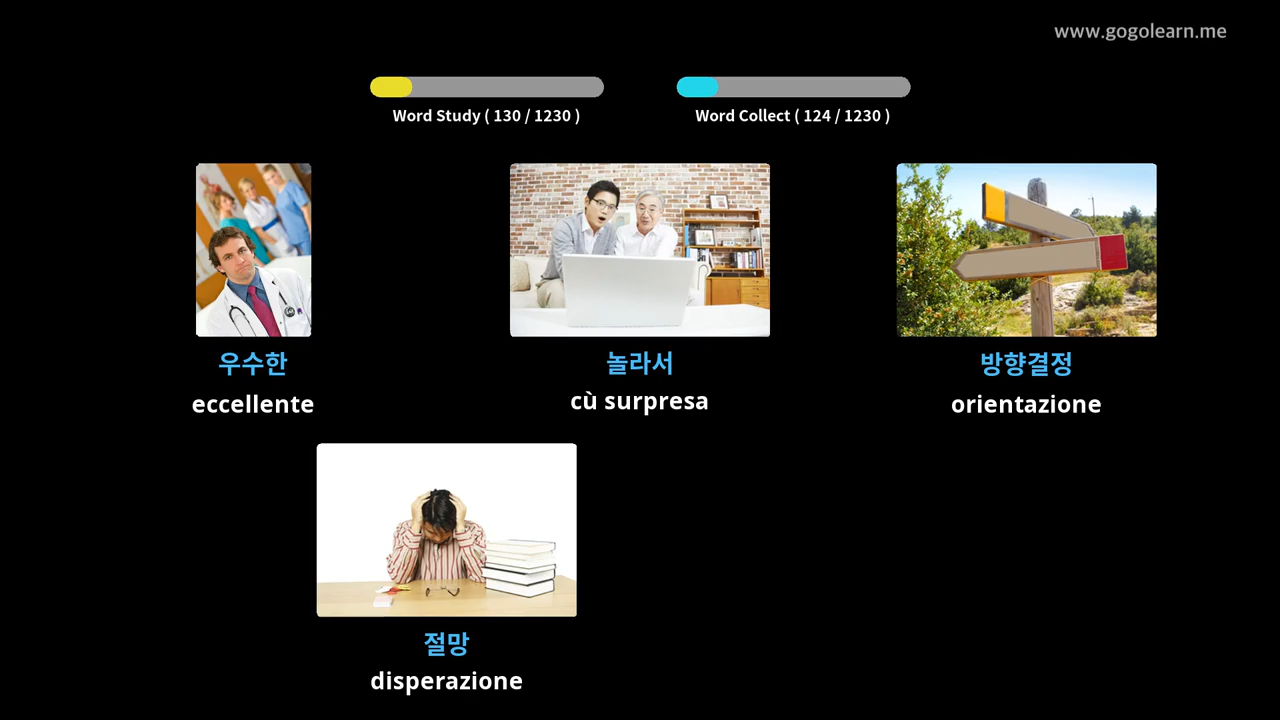 www.gogolearn.me
Word Study ( 130 / 1230 )
Word Collect ( 124 / 1230 )
우수한
eccellente
놀라서
cù surpresa
방향결정
orientazione
절망
disperazione